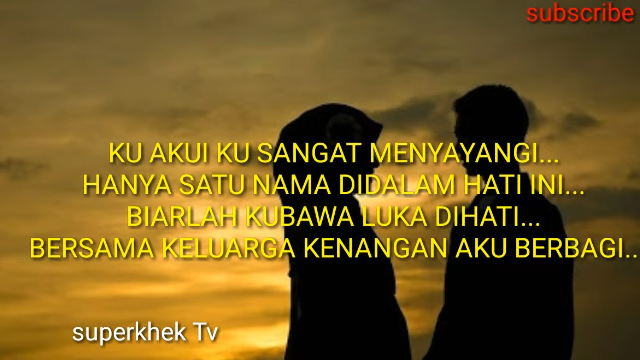 subscribe
KU AKUI KU SANGAT MENYAYANGI...
HANYA SATU NAMA DIDALAM HATI INI...
BIARLAH KUBAWA LUKA DIHATI...
BERSAMA KELUARGA KENANGAN AKU BERBAGI..
superkhek Tv